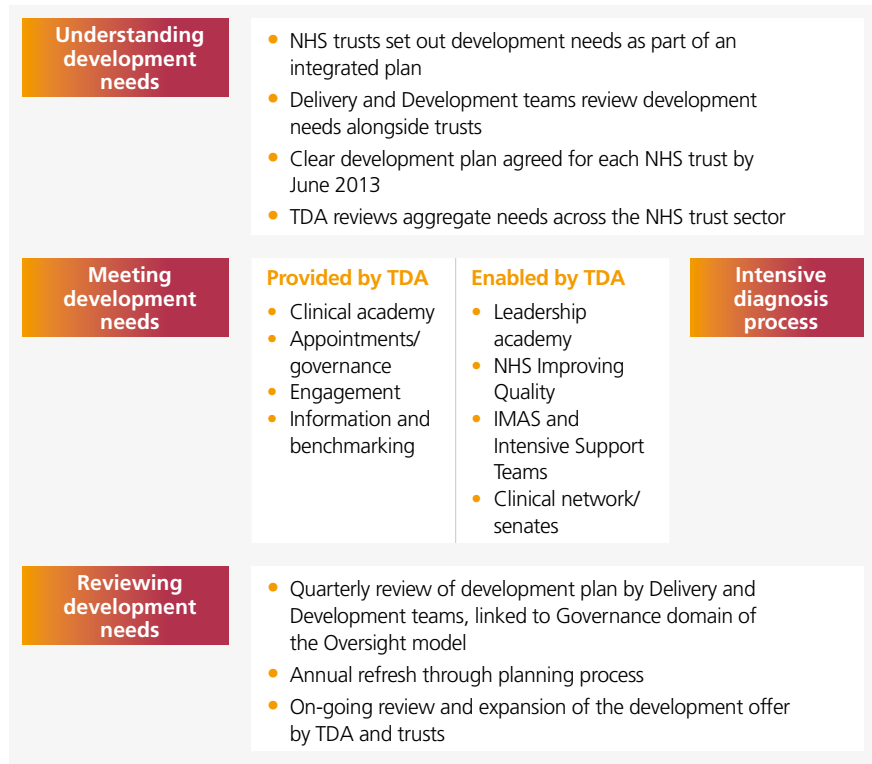 Understanding
development
needs
• NHS trusts set out development needs as part of an
integrated plan
• Delivery and Development teams review development
needs alongside trusts
• Clear development plan agreed for each NHS trust by
June 2013
• TDA reviews aggregate needs across the NHS trust sector
Meeting
development
needs
Provided by TDA
• Clinical academy
• Appointments/
governance
• Engagement
• Information and
benchmarking
Enabled by TDA
• Leadership
academy
• NHS Improving
Quality
• IMAS and
Intensive Support
Teams
• Clinical network/
senates
Intensive
diagnosis
process
Reviewing
development
needs
• Quarterly review of development plan by Delivery and
Development teams, linked to Governance domain of
the Oversight model
• Annual refresh through planning process
• On-going review and expansion of the development offer
by TDA and trusts